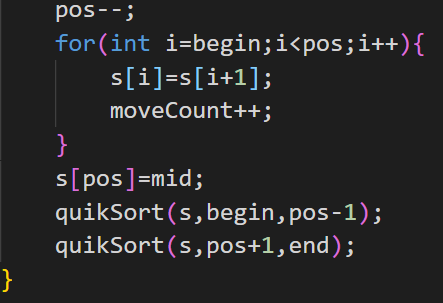 pos--;
for(int i=begin;i<pos;i++){
s[i]=s[i+1];
moveCount++;
}
s[pos]=mid;
quikSort(s,begin,pos-1);
quikSort(s,pos+1,end);
}